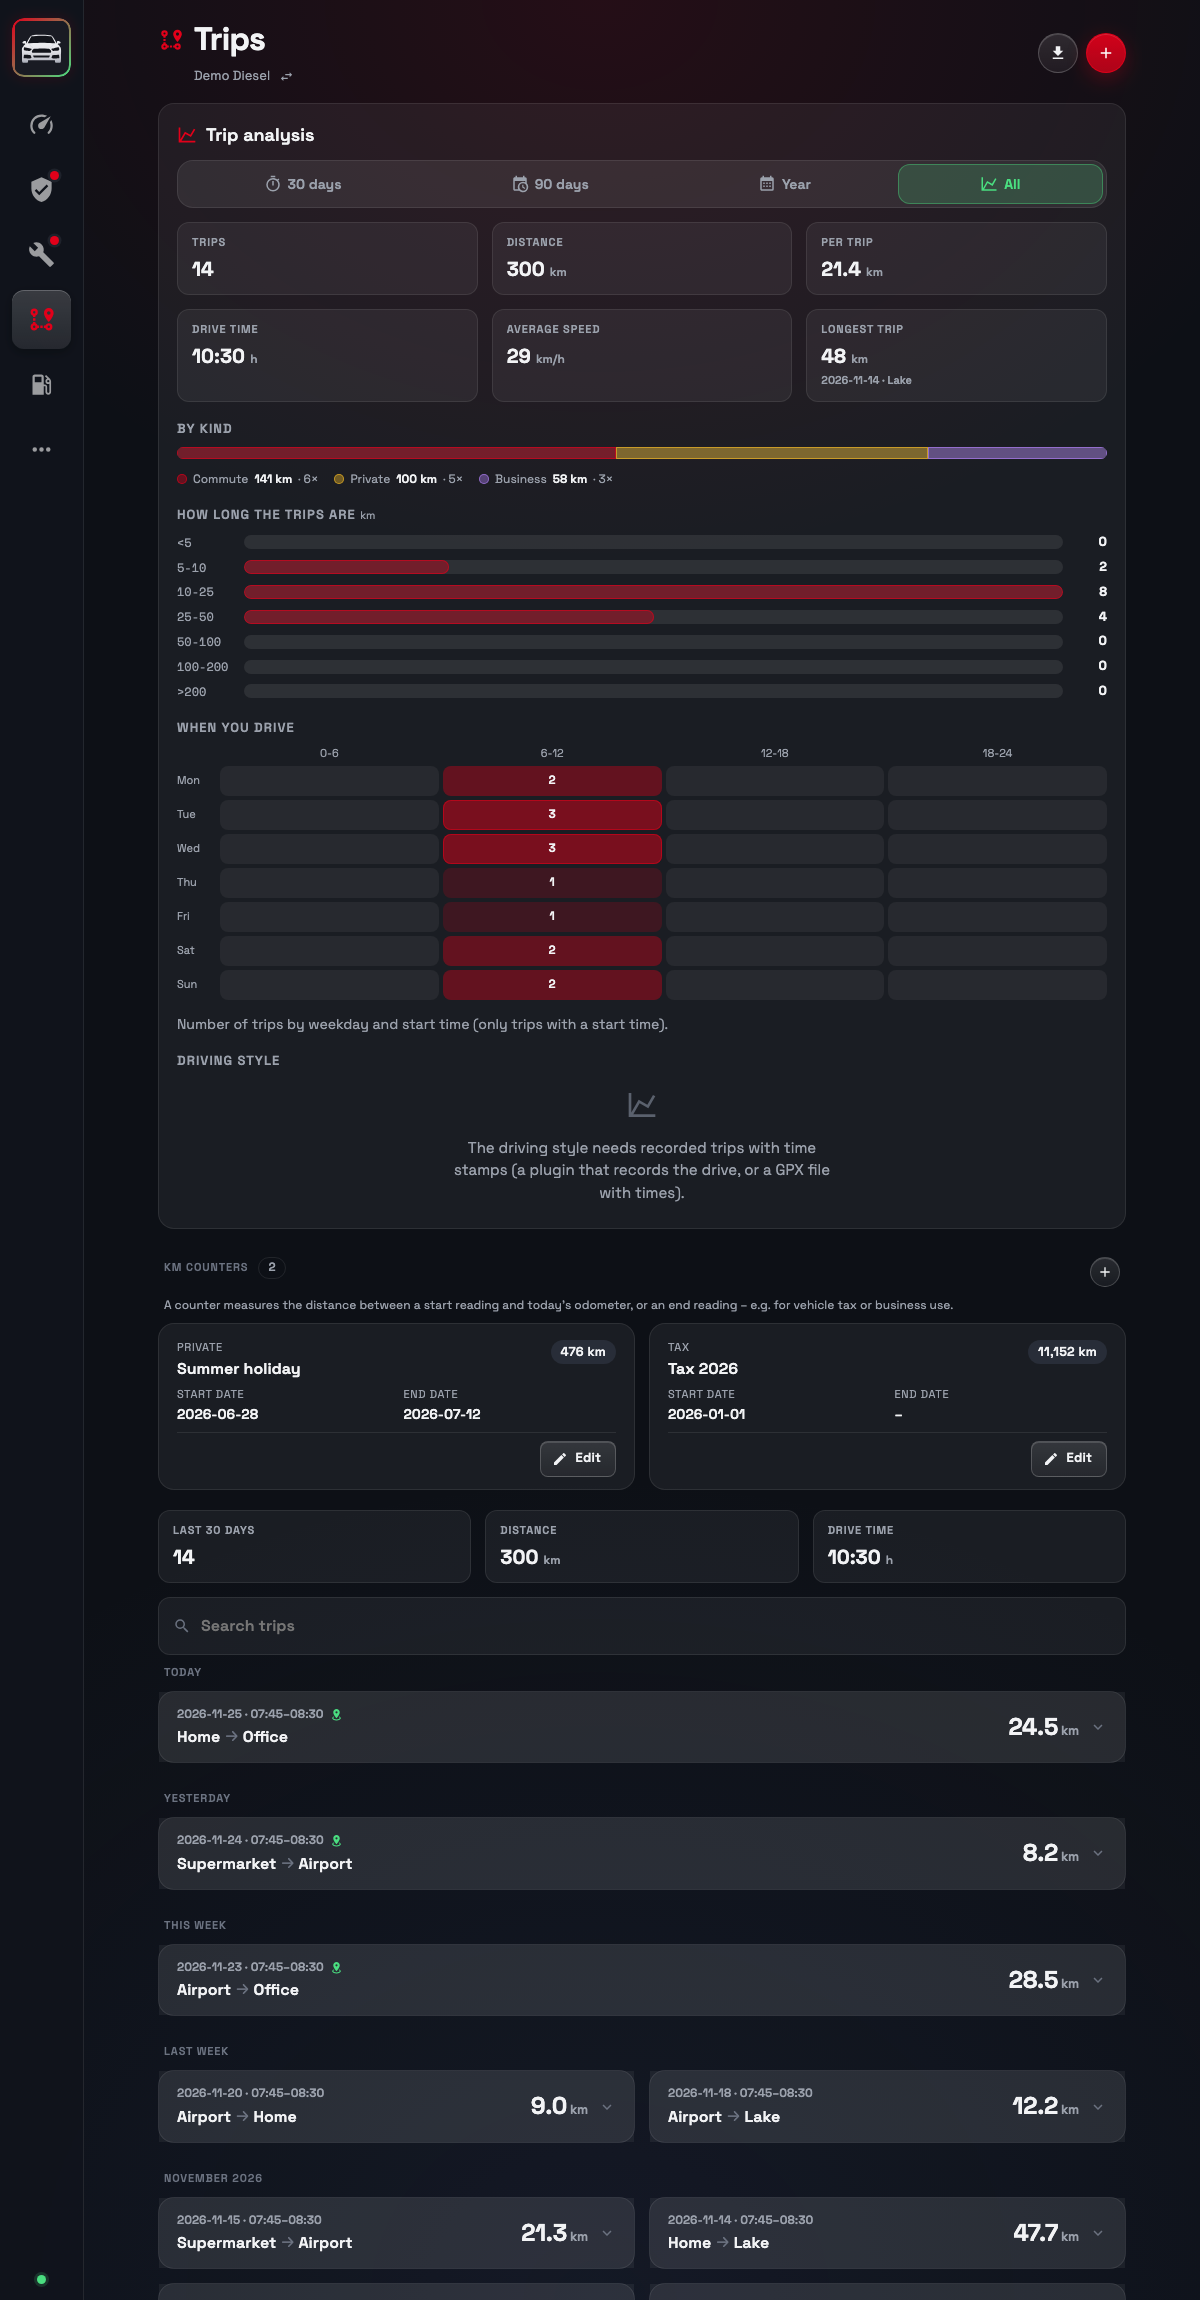 Trips
Demo Diesel
Trip analysis
30 days
90 days
Year
All
TRIPS
14
DISTANCE
300 km
PER TRIP
21.4 km
DRIVE TIME
10:30 h
AVERAGE SPEED
29 km/h
LONGEST TRIP
48 km
2026-11-14 · Lake
BY KIND
Commute 141 km · 6×
Private 100 km · 5×
Business 58 km · 3×
HOW LONG THE TRIPS ARE km
<5 0
5-10 2
10-25 8
25-50 4
50-100 0
100-200 0
>200 0
WHEN YOU DRIVE
0-6 6-12 12-18 18-24
Mon 2
Tue 3
Wed 3
Thu 1
Fri 1
Sat 2
Sun 2
Number of trips by weekday and start time (only trips with a start time).
DRIVING STYLE
The driving style needs recorded trips with time
stamps (a plugin that records the drive, or a GPX file
with times).
KM COUNTERS 2
A counter measures the distance between a start reading and today's odometer, or an end reading – e.g. for vehicle tax or business use.
PRIVATE
Summer holiday
476 km
START DATE
2026-06-28
END DATE
2026-07-12
Edit
TAX
Tax 2026
11,152 km
START DATE
2026-01-01
END DATE
–
Edit
LAST 30 DAYS
14
DISTANCE
300 km
DRIVE TIME
10:30 h
Search trips
TODAY
2026-11-25 · 07:45–08:30
Home → Office
24.5 km
YESTERDAY
2026-11-24 · 07:45–08:30
Supermarket → Airport
8.2 km
THIS WEEK
2026-11-23 · 07:45–08:30
Airport → Office
28.5 km
LAST WEEK
2026-11-20 · 07:45–08:30
Airport → Home
9.0 km
2026-11-18 · 07:45–08:30
Airport → Lake
12.2 km
NOVEMBER 2026
2026-11-15 · 07:45–08:30
Supermarket → Airport
21.3 km
2026-11-14 · 07:45–08:30
Home → Lake
47.7 km